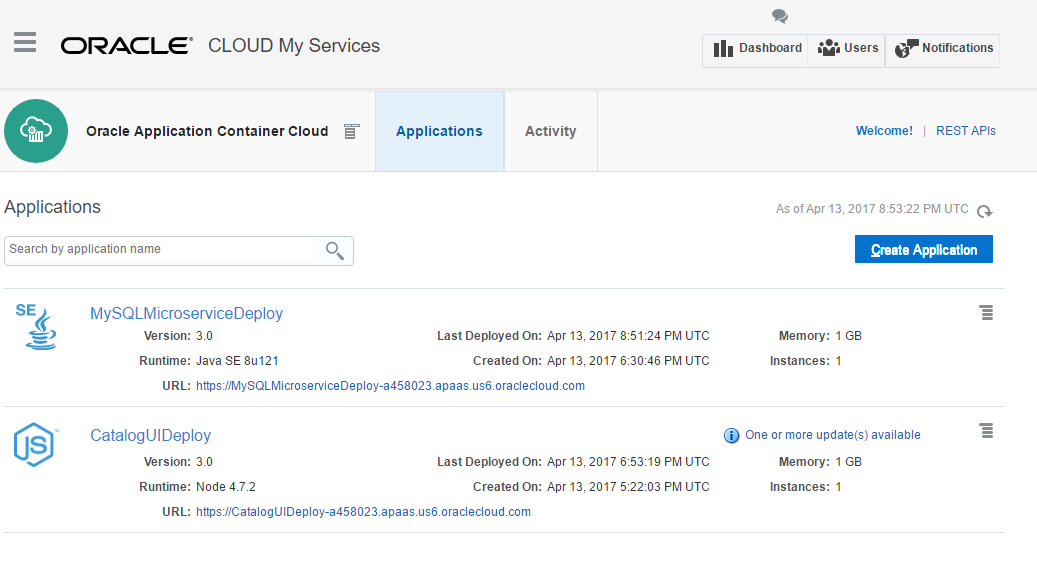 ORACLE® CLOUD My Services
Dashboard Users Notifications
Oracle Application Container Cloud Applications Activity Welcome! | REST APIs
Applications As of Apr 13, 2017 8:53:22 PM UTC
Search by application name Create Application
SE MySQLMicroserviceDeploy
Version: 3.0 Last Deployed On: Apr 13, 2017 8:51:24 PM UTC Memory: 1 GB
Runtime: Java SE 8u121 Created On: Apr 13, 2017 6:30:46 PM UTC Instances: 1
URL: https://MySQLMicroserviceDeploy-a458023.apaas.us6.oraclecloud.com
JS™ CatalogUIDeploy i One or more update(s) available
Version: 3.0 Last Deployed On: Apr 13, 2017 6:53:19 PM UTC Memory: 1 GB
Runtime: Node 4.7.2 Created On: Apr 13, 2017 5:22:03 PM UTC Instances: 1
URL: https://CatalogUIDeploy-a458023.apaas.us6.oraclecloud.com